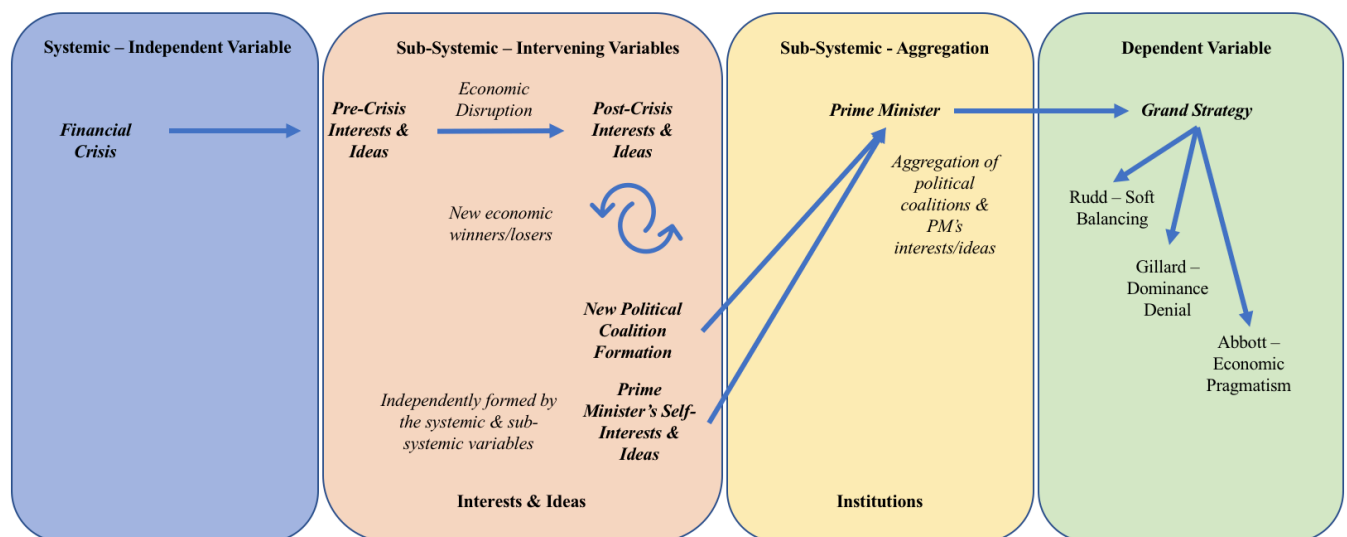 Systemic – Independent Variable
Financial
Crisis
Sub-Systemic – Intervening Variables
Pre-Crisis
Interests &
Ideas
Economic
Disruption
Post-Crisis
Interests &
Ideas
New economic
winners/losers
New Political
Coalition
Formation
Independently formed by
the systemic & sub-
systemic variables
Prime
Minister's Self-
Interests &
Ideas
Interests & Ideas
Sub-Systemic - Aggregation
Prime Minister
Aggregation of
political
coalitions &
PM's
interests/ideas
Institutions
Dependent Variable
Grand Strategy
Rudd – Soft
Balancing
Gillard –
Dominance
Denial
Abbott –
Economic
Pragmatism